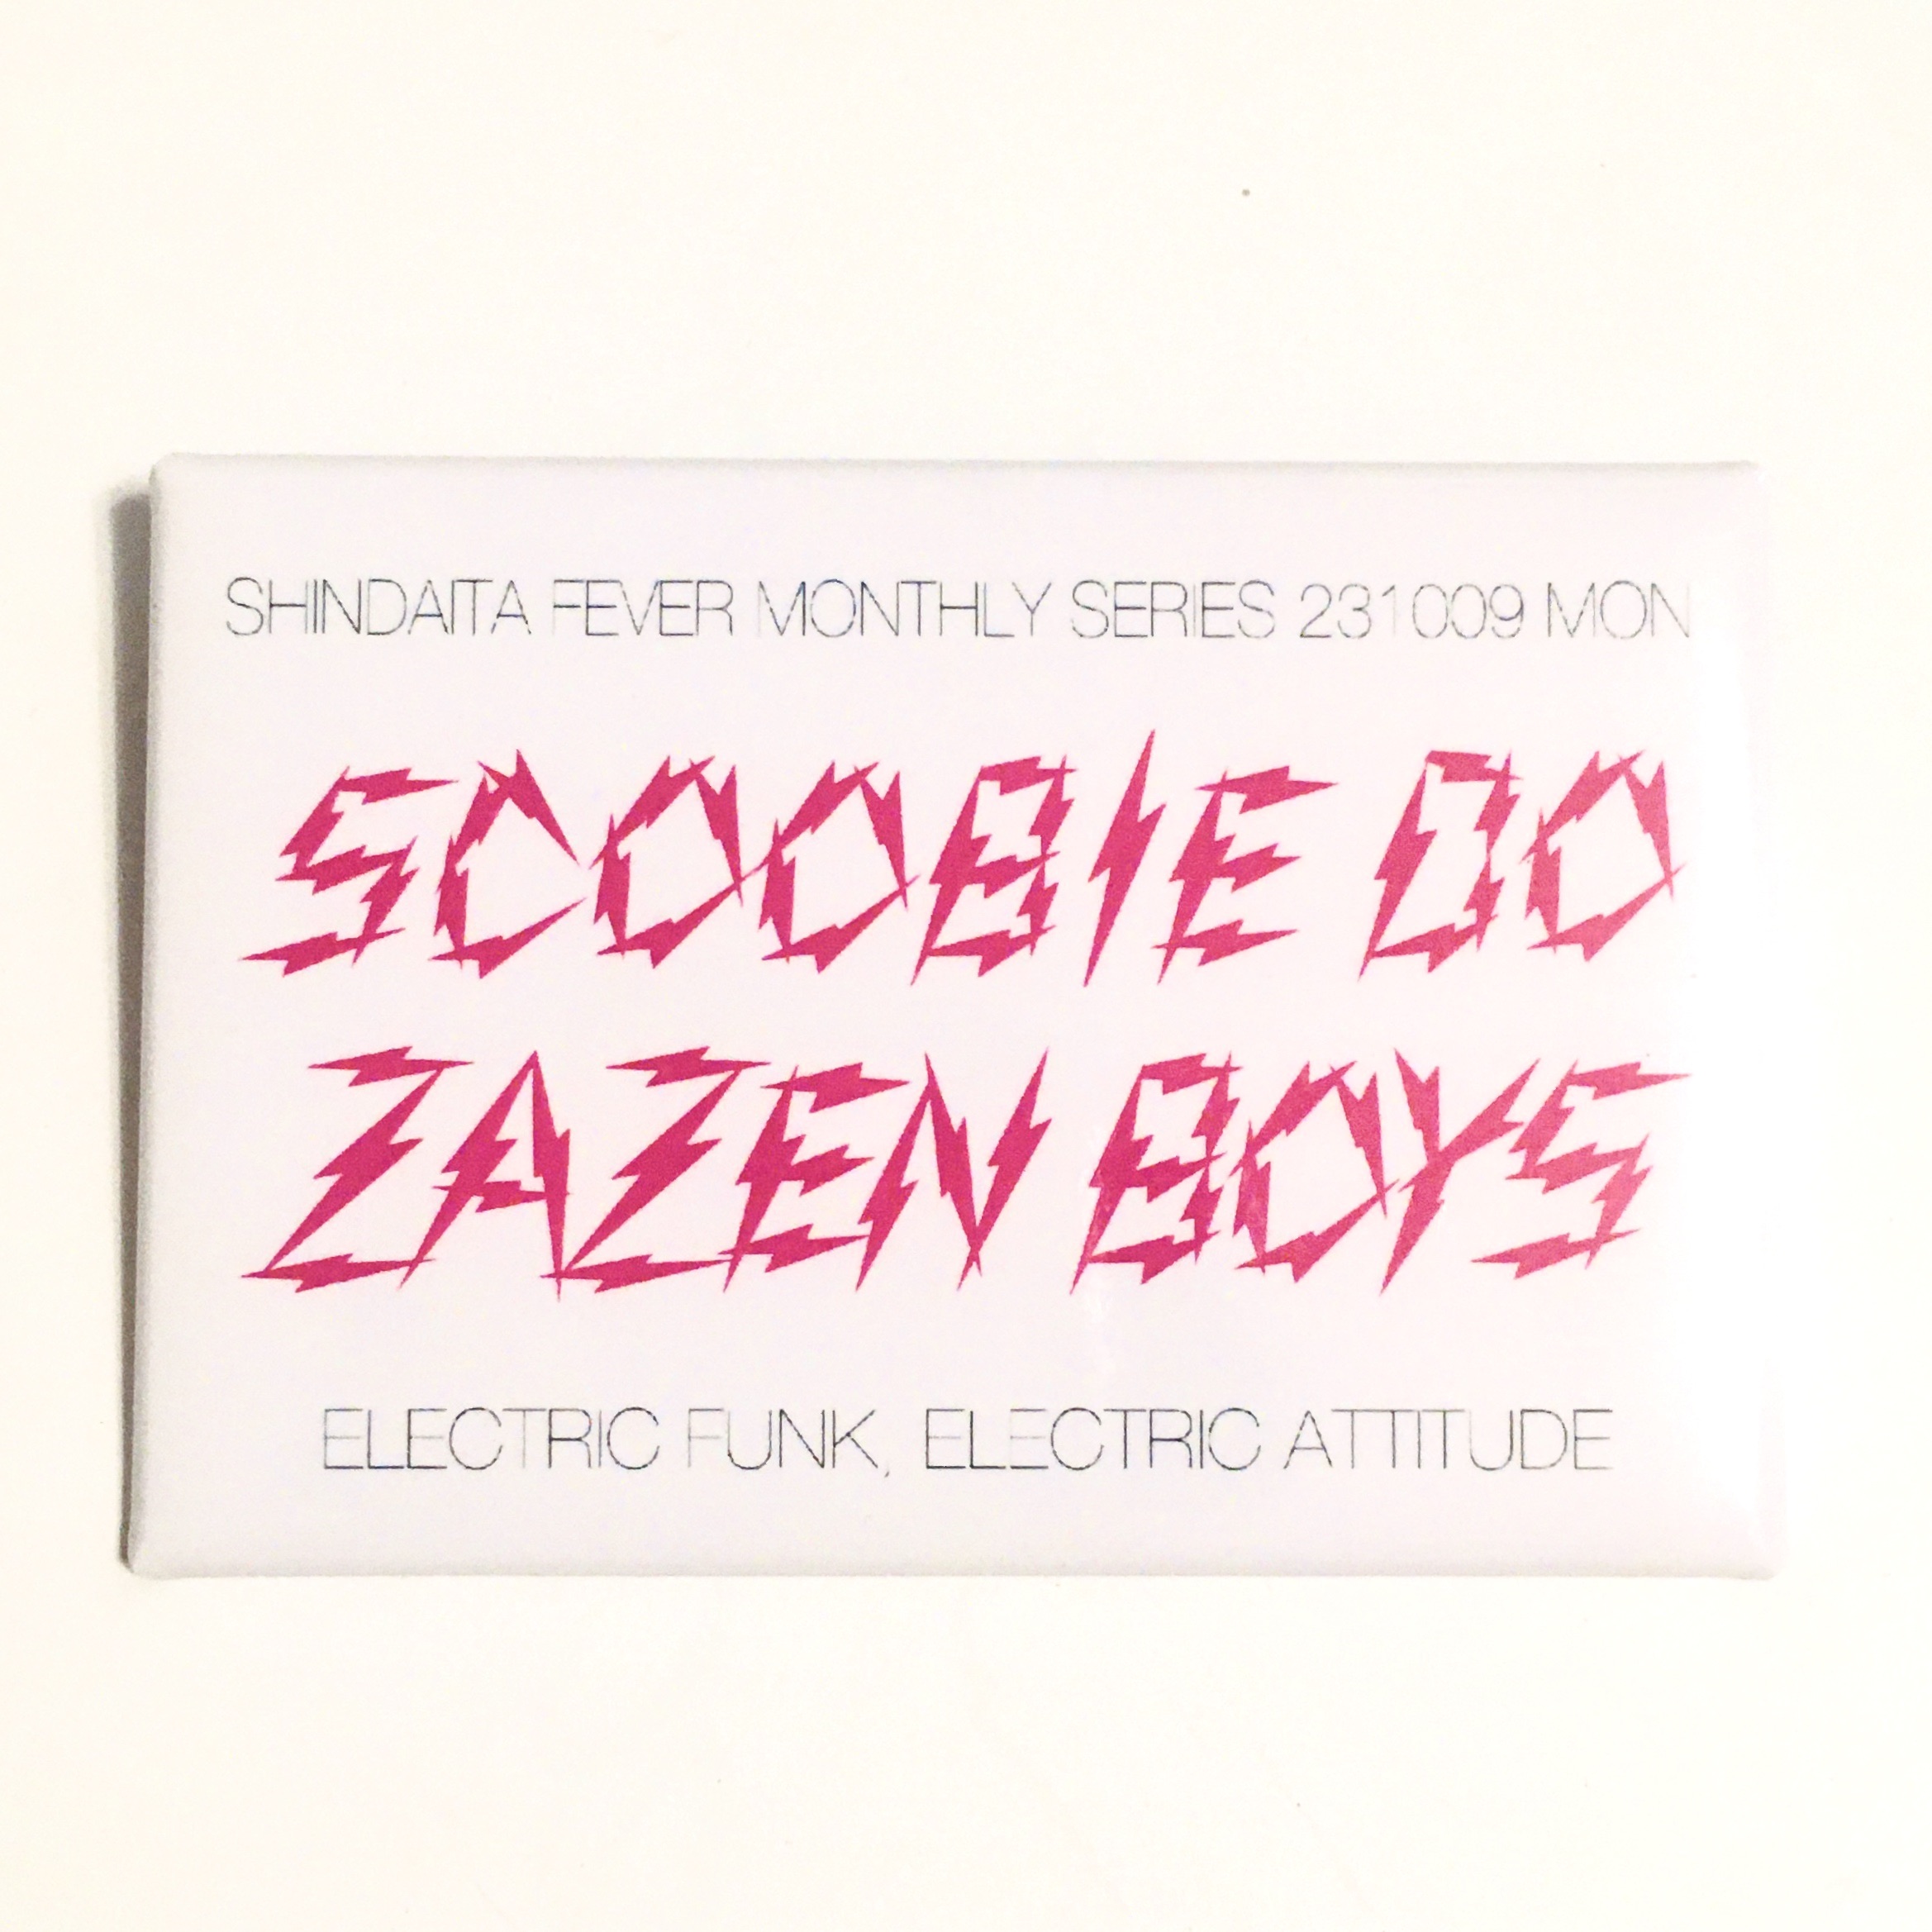 SHINDAITA FEVER MONTHLY SERIES 231009 MON
SCOOBIE DO
ZAZEN BOYS
ELECTRIC FUNK, ELECTRIC ATTITUDE